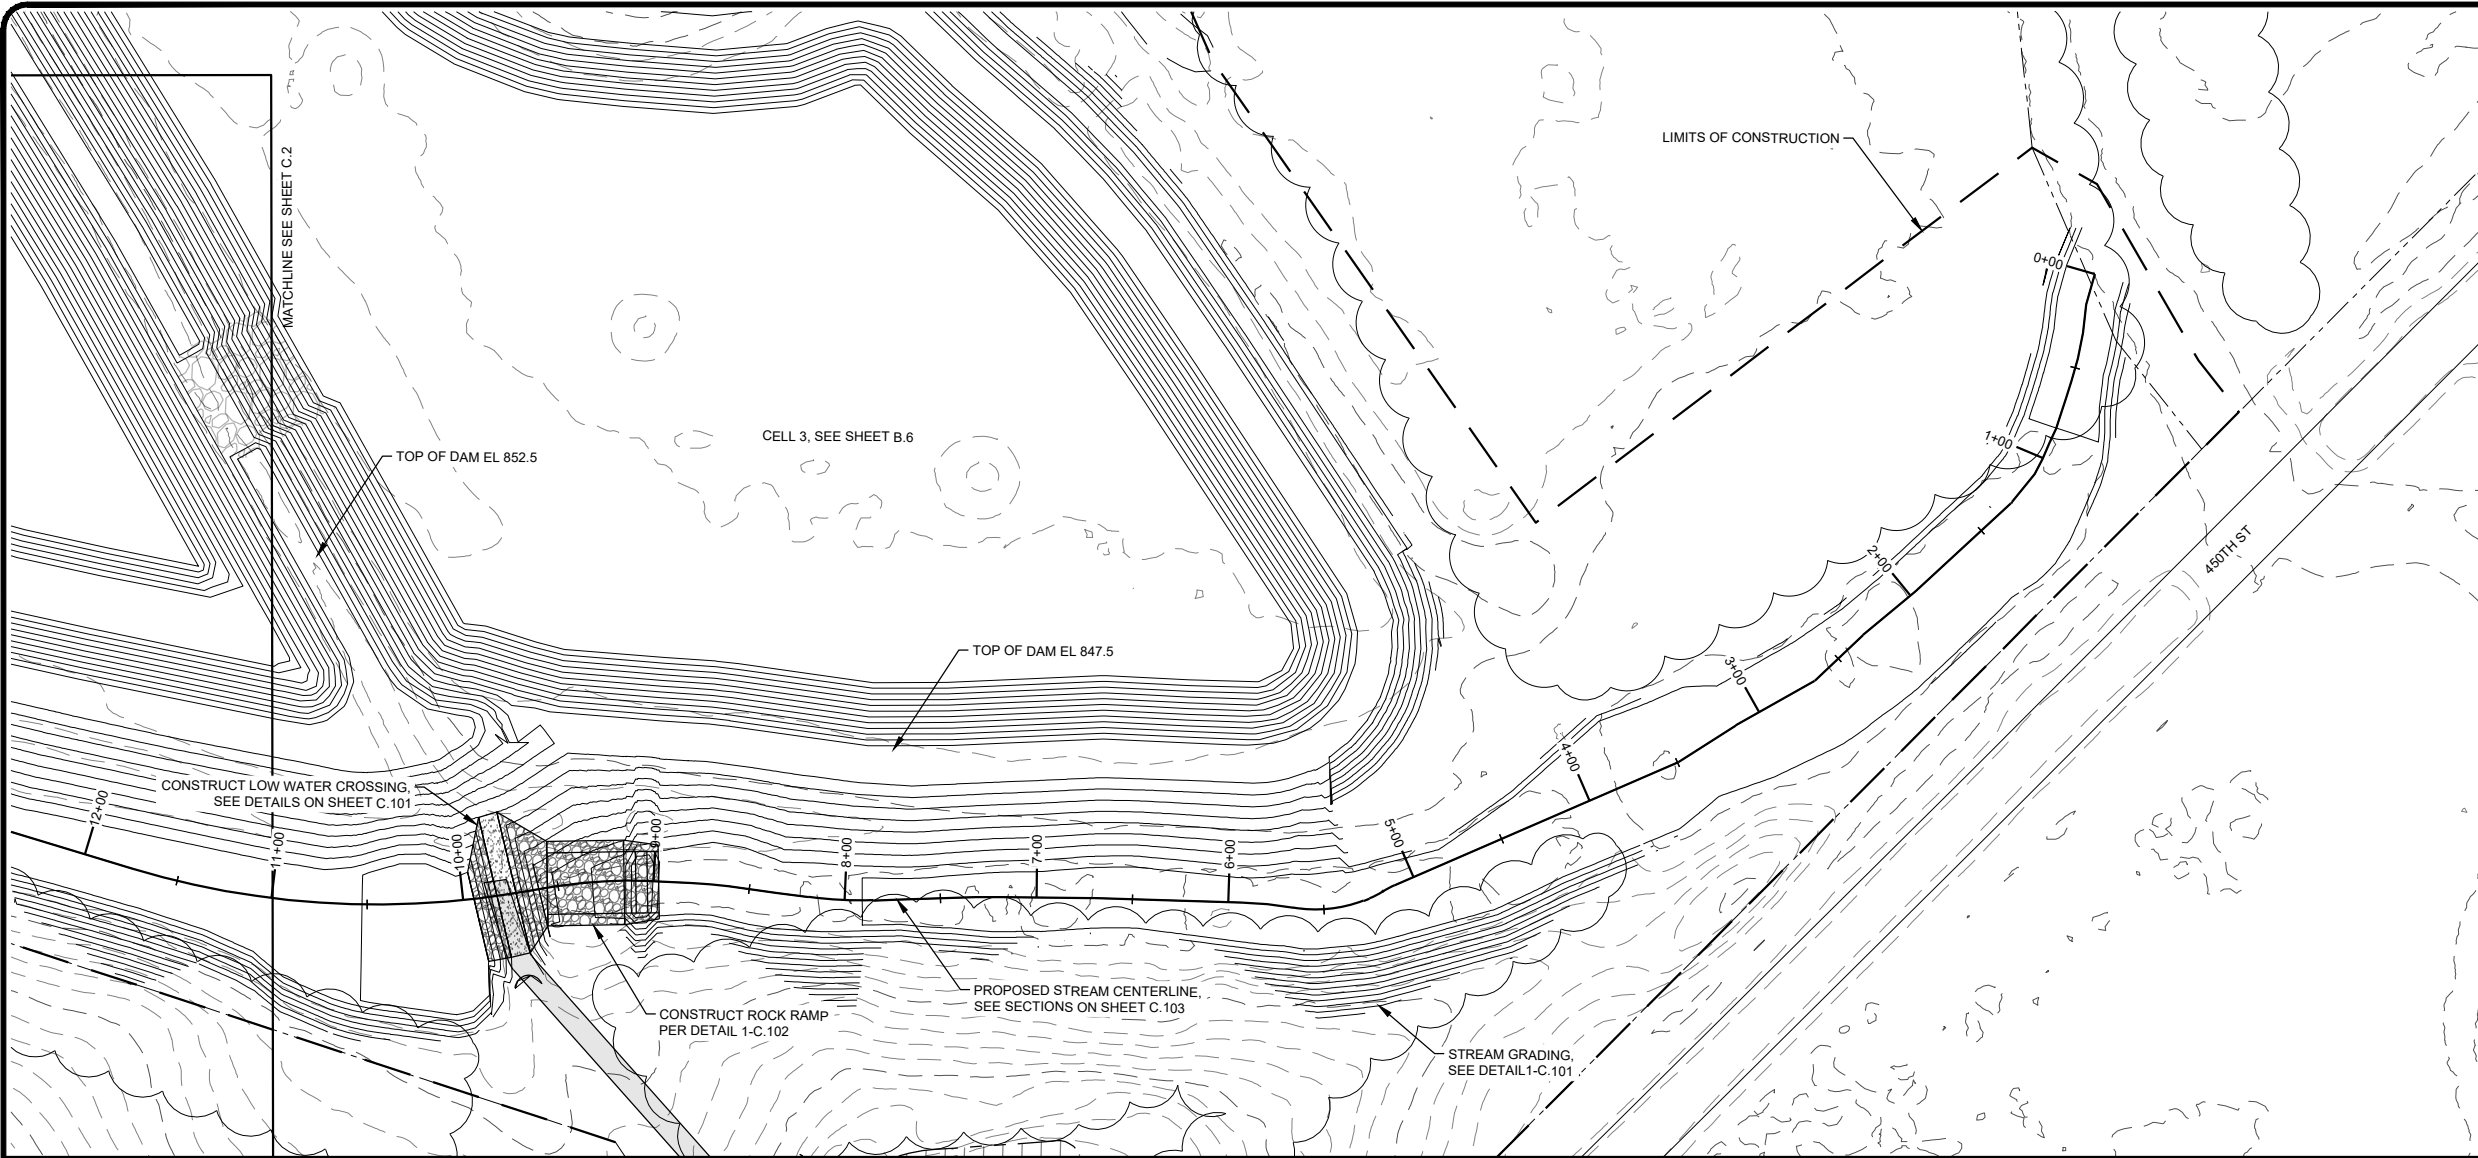 MATCHLINE SEE SHEET C.2
LIMITS OF CONSTRUCTION
0+00
1+00
CELL 3, SEE SHEET B.6
TOP OF DAM EL 852.5
450TH ST
2+00
TOP OF DAM EL 847.5
3+00
4+00
CONSTRUCT LOW WATER CROSSING,
SEE DETAILS ON SHEET C.101
12+00
11+00
10+00
9+00
8+00
7+00
6+00
5+00
PROPOSED STREAM CENTERLINE,
SEE SECTIONS ON SHEET C.103
CONSTRUCT ROCK RAMP
PER DETAIL 1-C.102
STREAM GRADING,
SEE DETAIL1-C.101